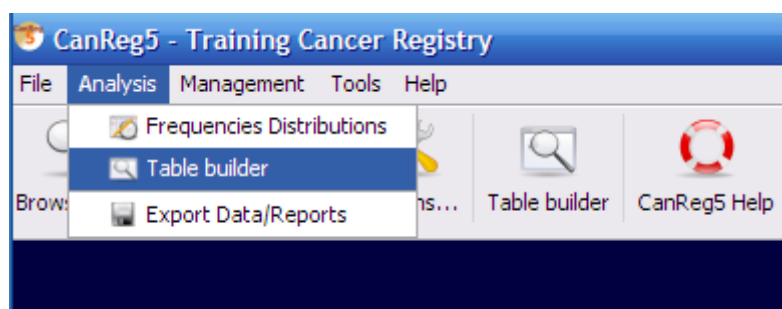 CanReg5 - Training Cancer Registry
File Analysis Management Tools Help
Frequencies Distributions
Table builder
Export Data/Reports
Table builder CanReg5 Help